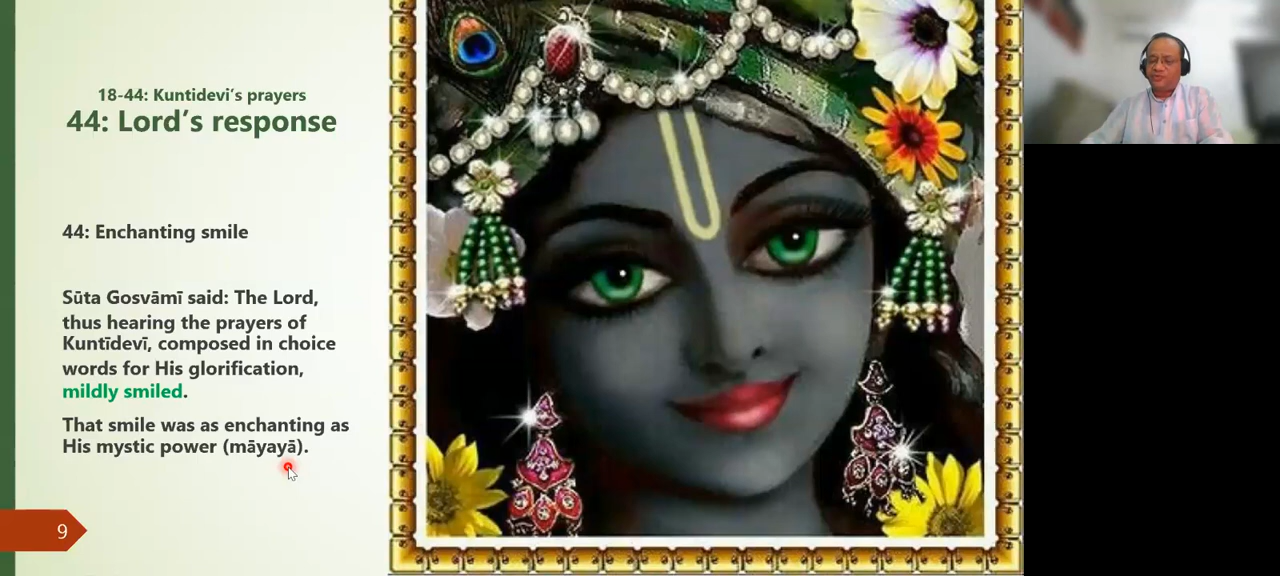 18-44: Kuntidevi's prayers
44: Lord's response
44: Enchanting smile
Sūta Gosvāmī said: The Lord,
thus hearing the prayers of
Kuntīdevī, composed in choice
words for His glorification,
mildly smiled.
That smile was as enchanting as
His mystic power (māyayā).
9